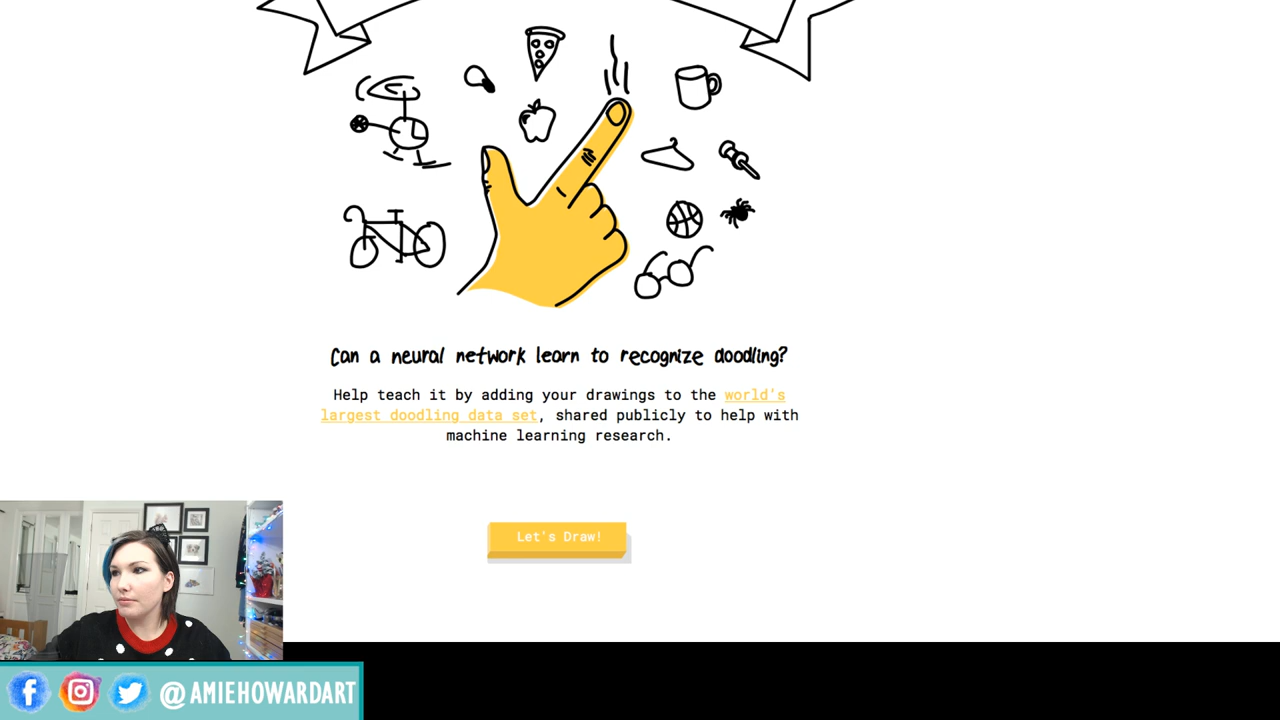 Can a neural network learn to recognize doodling?
Help teach it by adding your drawings to the world's
largest doodling data set, shared publicly to help with
machine learning research.
Let's Draw!
@AMIEHOWARDART